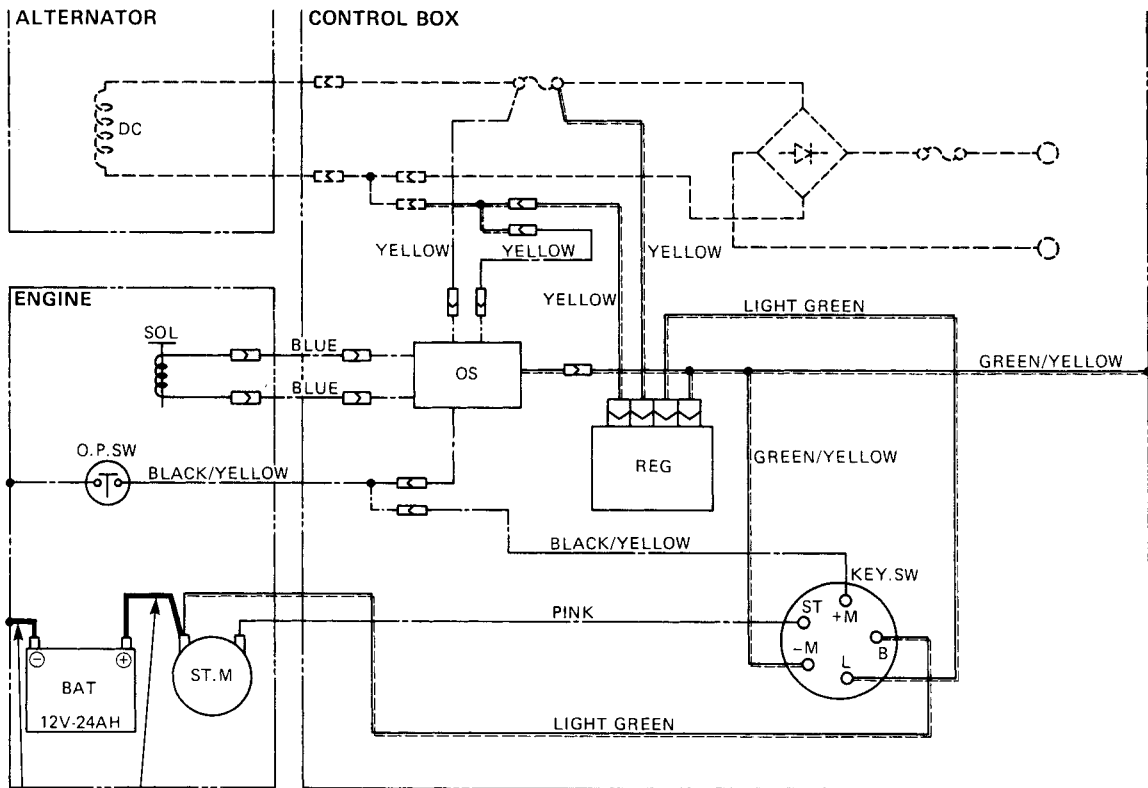 ALTERNATOR
CONTROL BOX
DC
YELLOW
YELLOW
YELLOW
YELLOW
LIGHT GREEN
ENGINE
SOL
BLUE
BLUE
OS
GREEN/YELLOW
O.P.SW
BLACK/YELLOW
REG
GREEN/YELLOW
BLACK/YELLOW
KEY.SW
PINK
ST
+M
-M
B
L
BAT
12V-24AH
ST.M
LIGHT GREEN